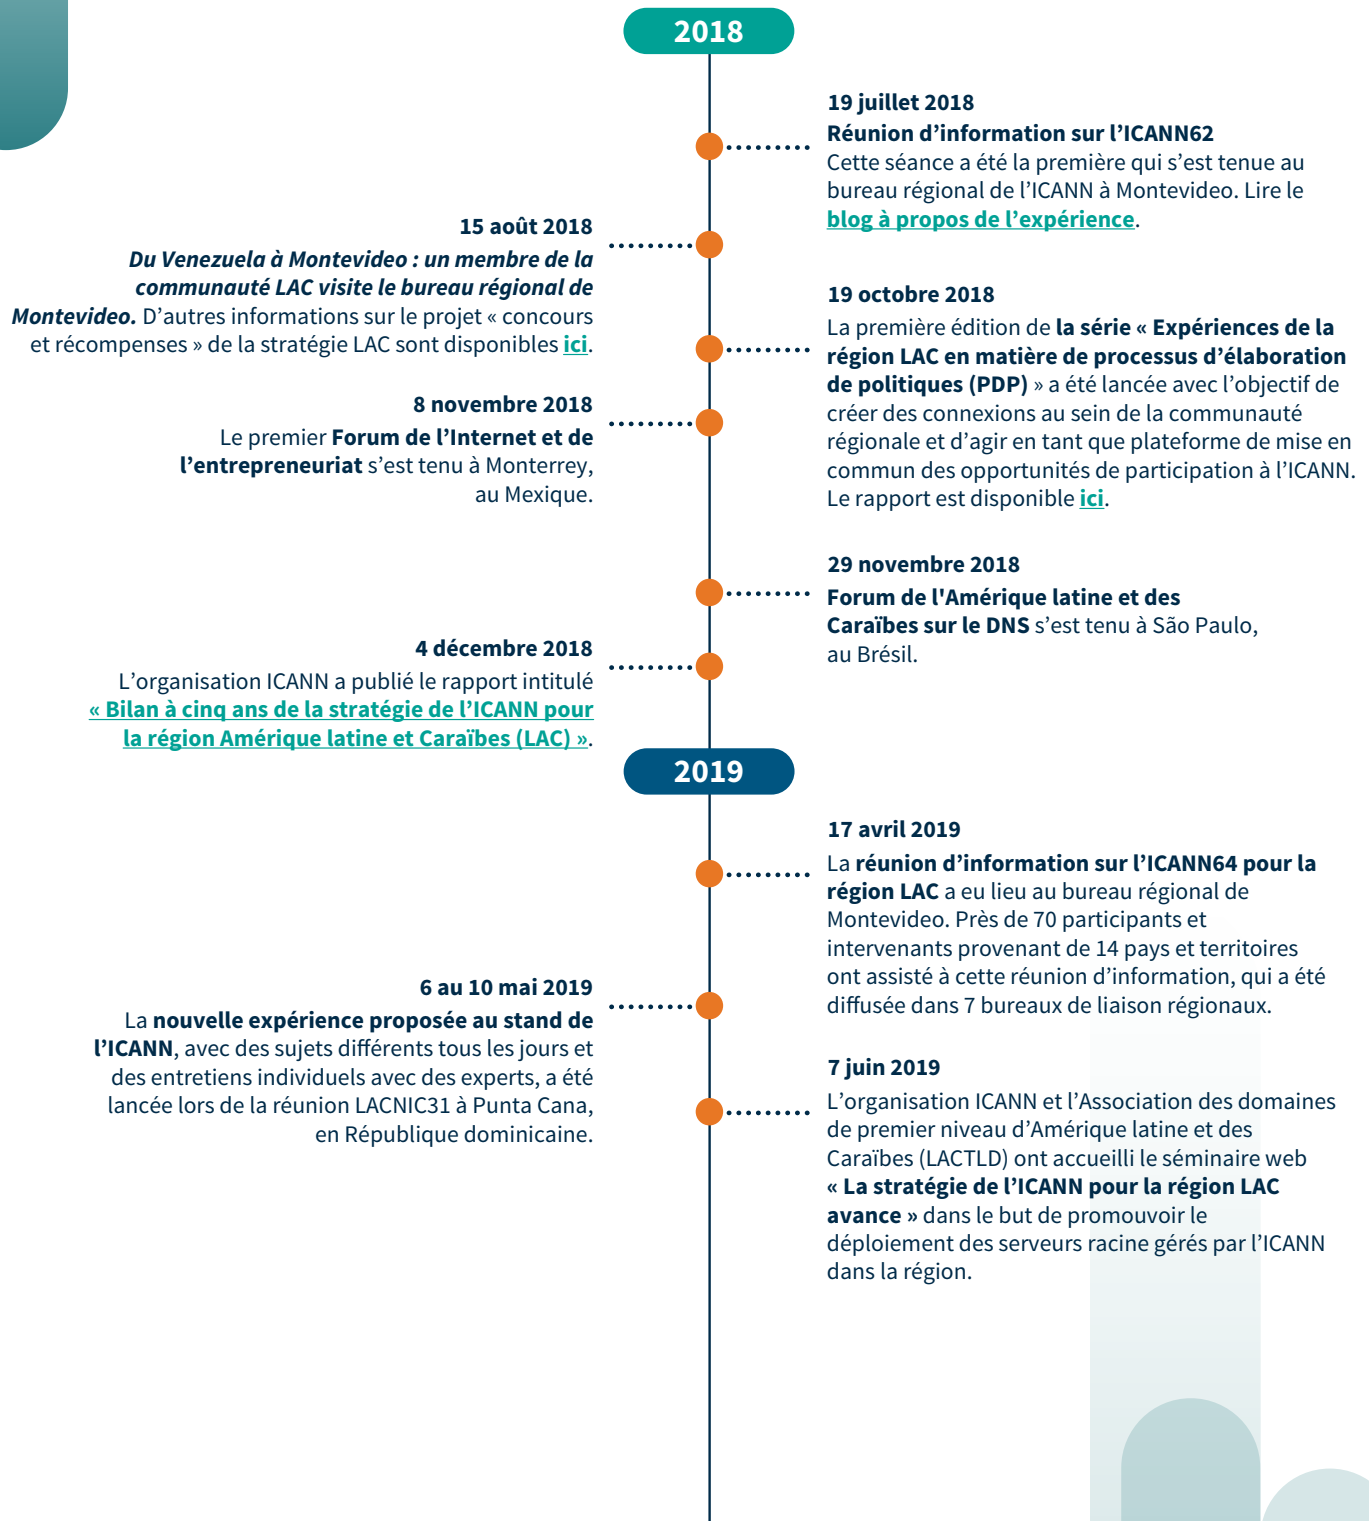 2018
19 juillet 2018
Réunion d’information sur l’ICANN62
Cette séance a été la première qui s’est tenue au
bureau régional de l’ICANN à Montevideo. Lire le
blog à propos de l’expérience.
15 août 2018
Du Venezuela à Montevideo : un membre de la
communauté LAC visite le bureau régional de
Montevideo. D’autres informations sur le projet « concours
et récompenses » de la stratégie LAC sont disponibles ici.
19 octobre 2018
La première édition de la série « Expériences de la
région LAC en matière de processus d’élaboration
de politiques (PDP) » a été lancée avec l’objectif de
créer des connexions au sein de la communauté
régionale et d’agir en tant que plateforme de mise en
commun des opportunités de participation à l’ICANN.
Le rapport est disponible ici.
8 novembre 2018
Le premier Forum de l’Internet et de
l’entrepreneuriat s’est tenu à Monterrey,
au Mexique.
29 novembre 2018
Forum de l'Amérique latine et des
Caraïbes sur le DNS s’est tenu à São Paulo,
au Brésil.
4 décembre 2018
L’organisation ICANN a publié le rapport intitulé
« Bilan à cinq ans de la stratégie de l’ICANN pour
la région Amérique latine et Caraïbes (LAC) ».
2019
17 avril 2019
La réunion d’information sur l’ICANN64 pour la
région LAC a eu lieu au bureau régional de
Montevideo. Près de 70 participants et
intervenants provenant de 14 pays et territoires
ont assisté à cette réunion d’information, qui a été
diffusée dans 7 bureaux de liaison régionaux.
6 au 10 mai 2019
La nouvelle expérience proposée au stand de
l’ICANN, avec des sujets différents tous les jours et
des entretiens individuels avec des experts, a été
lancée lors de la réunion LACNIC31 à Punta Cana,
en République dominicaine.
7 juin 2019
L’organisation ICANN et l’Association des domaines
de premier niveau d’Amérique latine et des
Caraïbes (LACTLD) ont accueilli le séminaire web
« La stratégie de l’ICANN pour la région LAC
avance » dans le but de promouvoir le
déploiement des serveurs racine gérés par l’ICANN
dans la région.